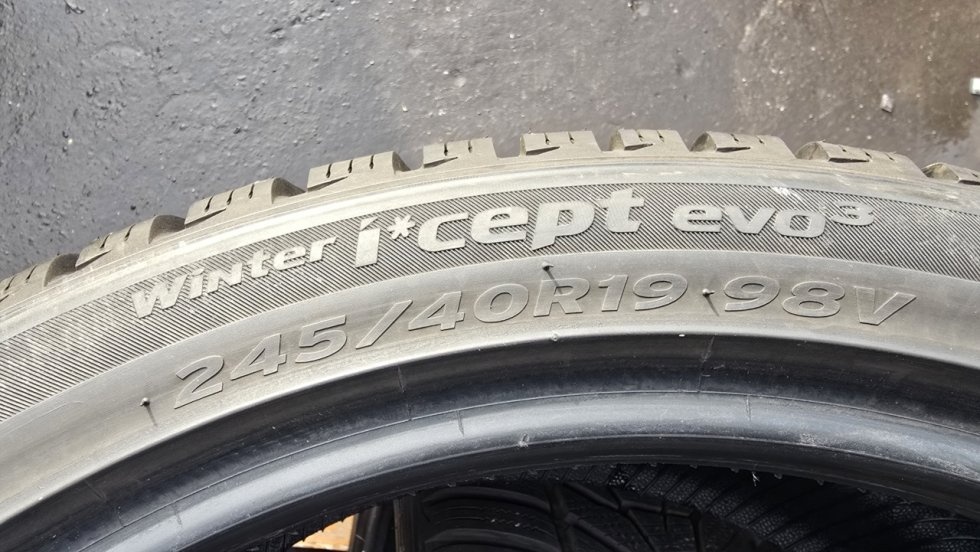 Winter i*cept evo³
245/40R19 98V